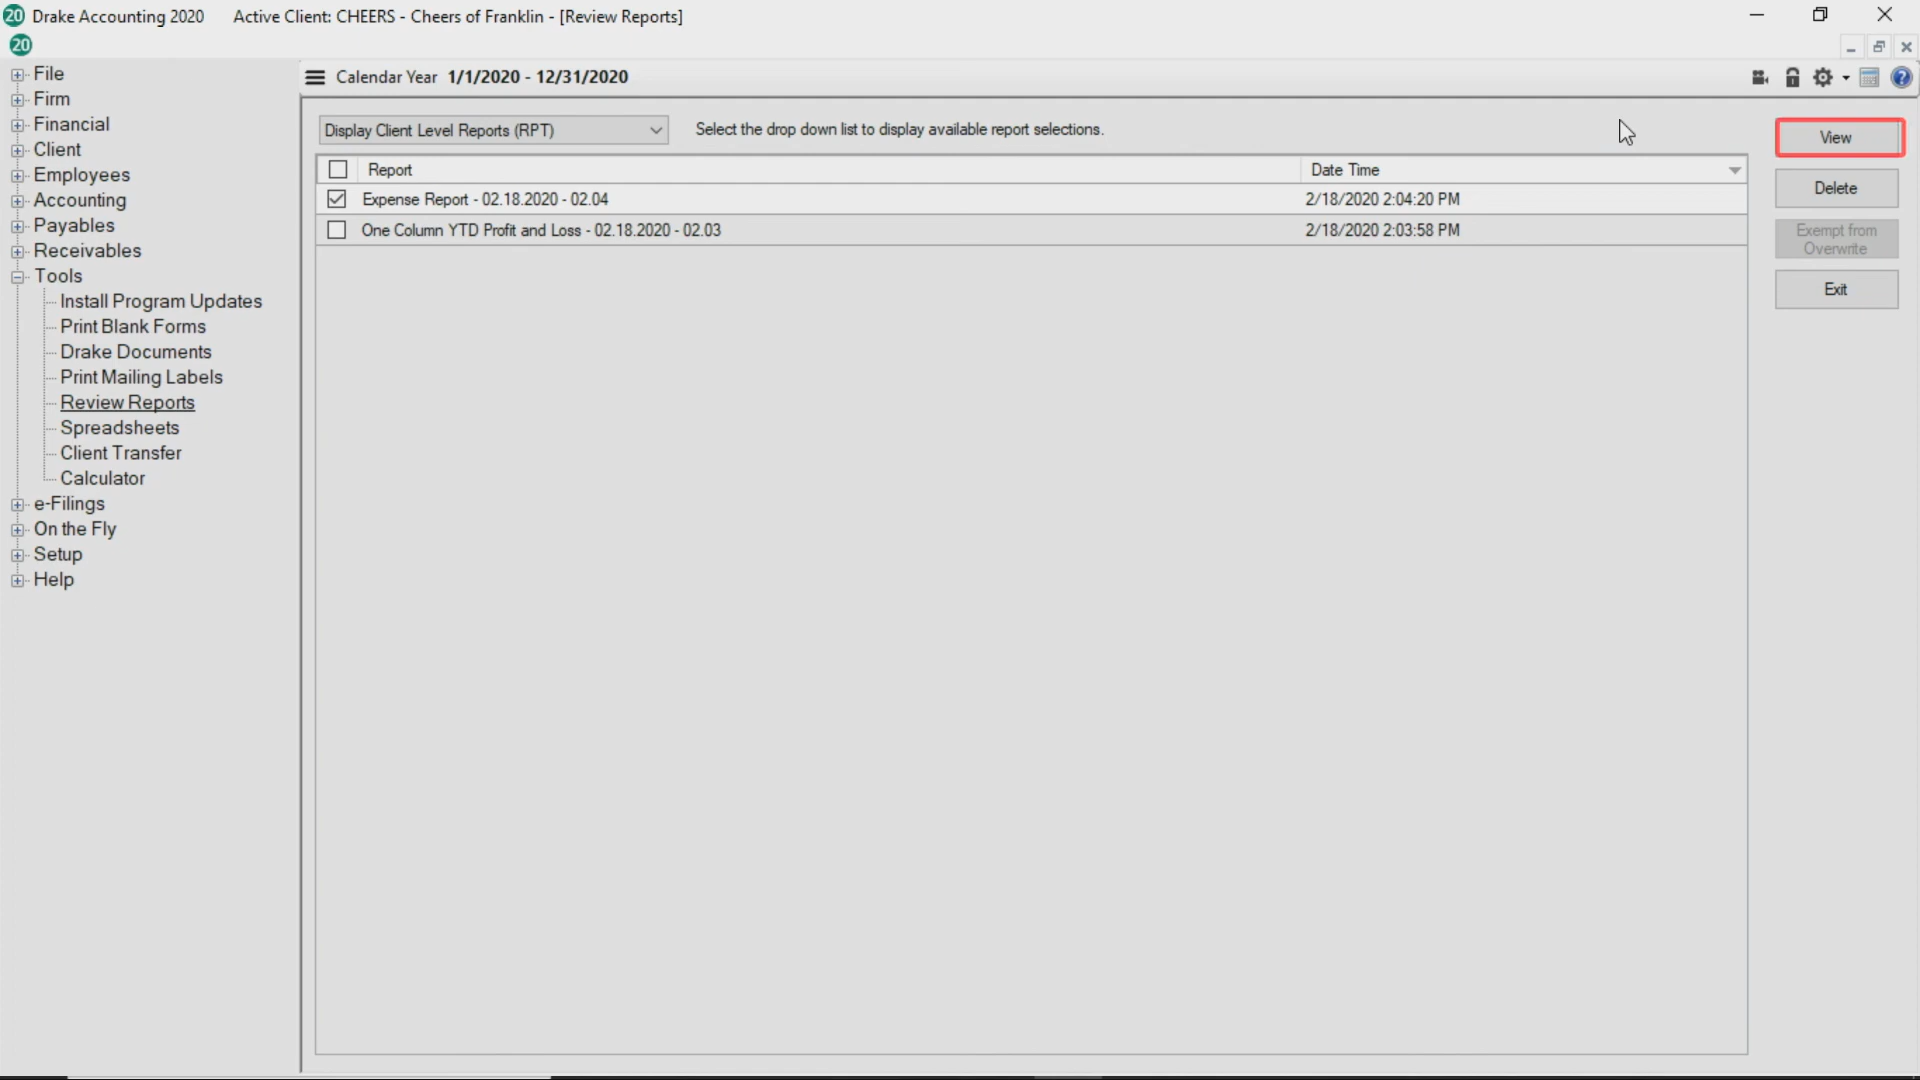 20 Drake Accounting 2020 Active Client: CHEERS - Cheers of Franklin - [Review Reports]
20
File
Firm
Financial
Client
Employees
Accounting
Payables
Receivables
Tools
Install Program Updates
Print Blank Forms
Drake Documents
Print Mailing Labels
Review Reports
Spreadsheets
Client Transfer
Calculator
e-Filings
On the Fly
Setup
Help
Calendar Year 1/1/2020 - 12/31/2020
Display Client Level Reports (RPT) Select the drop down list to display available report selections.
Report Date Time
Expense Report - 02.18.2020 - 02.04 2/18/2020 2:04:20 PM
One Column YTD Profit and Loss - 02.18.2020 - 02.03 2/18/2020 2:03:58 PM
View
Delete
Exempt from
Overwrite
Exit